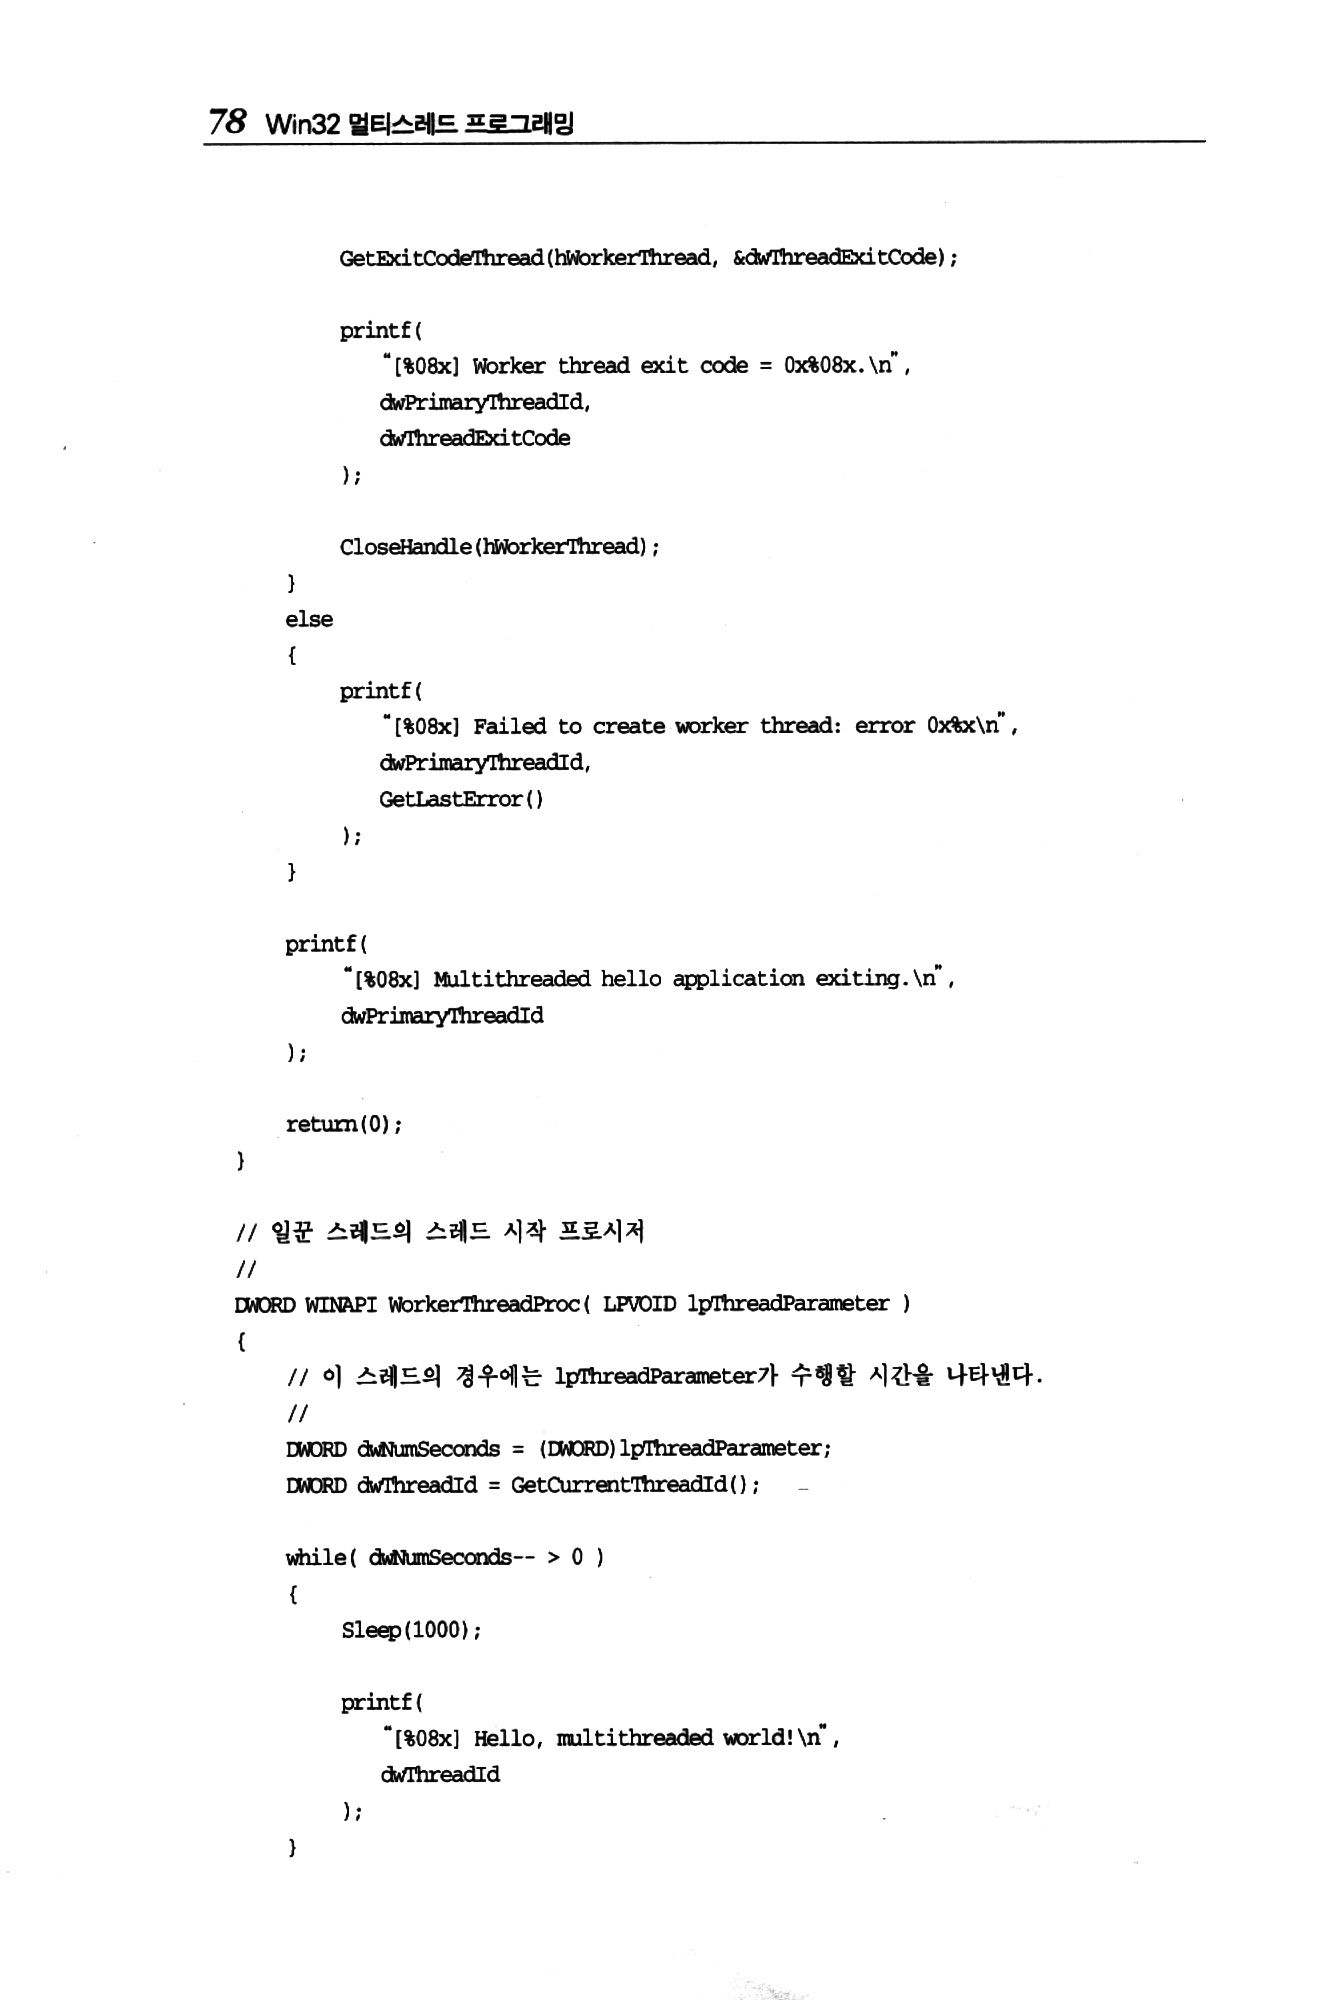 78 Win32 멀티스레드 프로그래밍
GetExitCodeThread(hWorkerThread, &dwThreadExitCode);
printf(
"[%08x] Worker thread exit code = 0x%08x.\n",
dwPrimaryThreadId,
dwThreadExitCode
);
CloseHandle(hWorkerThread);
}
else
{
printf(
"[%08x] Failed to create worker thread: error 0x%x\n",
dwPrimaryThreadId,
GetLastError()
);
}
printf(
"[%08x] Multithreaded hello application exiting.\n",
dwPrimaryThreadId
);
return(0);
}
// 일꾼 스레드의 스레드 시작 프로시저
//
DWORD WINAPI WorkerThreadProc( LPVOID lpThreadParameter )
{
// 이 스레드의 경우에는 lpThreadParameter가 수행할 시간을 나타낸다.
//
DWORD dwNumSeconds = (DWORD)lpThreadParameter;
DWORD dwThreadId = GetCurrentThreadId();
while( dwNumSeconds-- > 0 )
{
Sleep(1000);
printf(
"[%08x] Hello, multithreaded world!\n",
dwThreadId
);
}